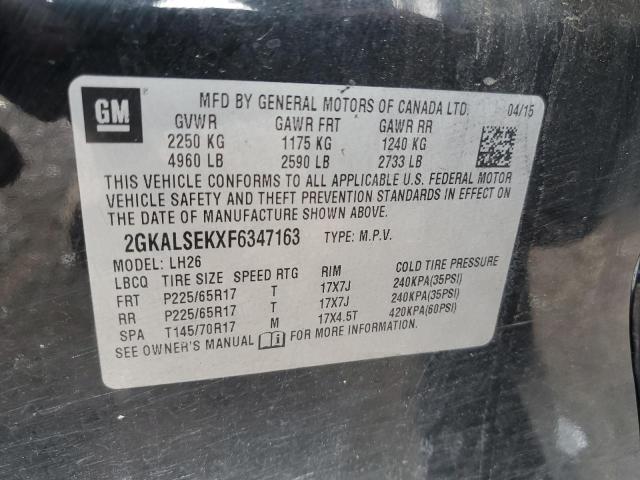 GM
MFD BY GENERAL MOTORS OF CANADA LTD. 04/15
GVWR GAWR FRT GAWR RR
2250 KG 1175 KG 1240 KG
4960 LB 2590 LB 2733 LB
THIS VEHICLE CONFORMS TO ALL APPLICABLE U.S. FEDERAL MOTOR
VEHICLE SAFETY AND THEFT PREVENTION STANDARDS IN EFFECT ON
THE DATE OF MANUFACTURE SHOWN ABOVE.
2GKALSEKXF6347163 TYPE: M.P.V.
MODEL: LH26
LBCQ TIRE SIZE SPEED RTG RIM COLD TIRE PRESSURE
FRT P225/65R17 T 17X7J 240KPA(35PSI)
RR P225/65R17 T 17X7J 240KPA(35PSI)
SPA T145/70R17 M 17X4.5T 420KPA(60PSI)
SEE OWNER'S MANUAL FOR MORE INFORMATION.